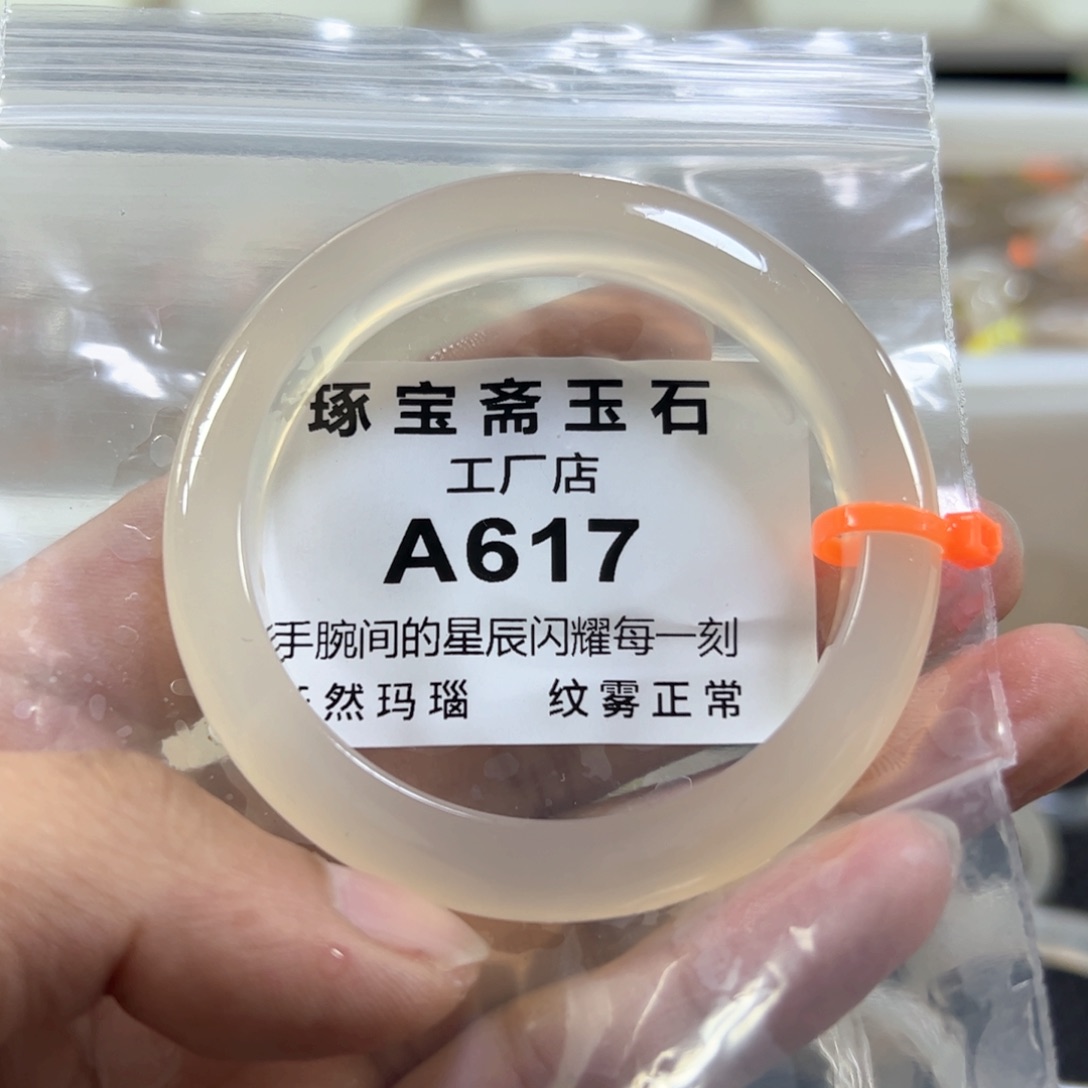 琢宝斋玉石
工厂店
A617
手腕间的星辰闪耀每一刻
然玛瑙 纹雾正常